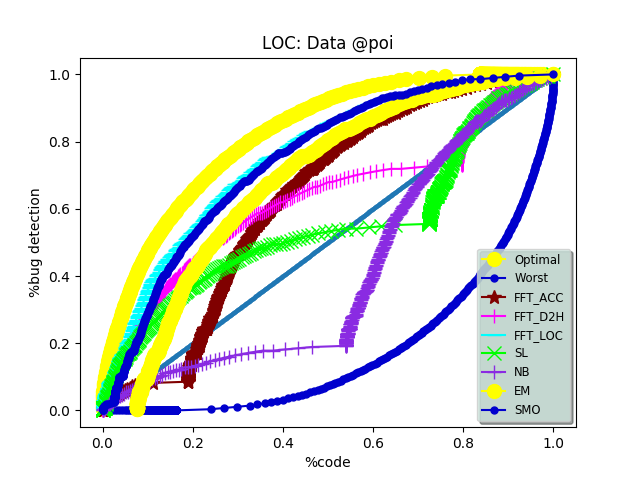 LOC: Data @poi
1.0
0.8
0.6
0.4
0.2
0.0
%bug detection
0.0 0.2 0.4 0.6 0.8 1.0
%code
Optimal
Worst
FFT_ACC
FFT_D2H
FFT_LOC
SL
NB
EM
SMO